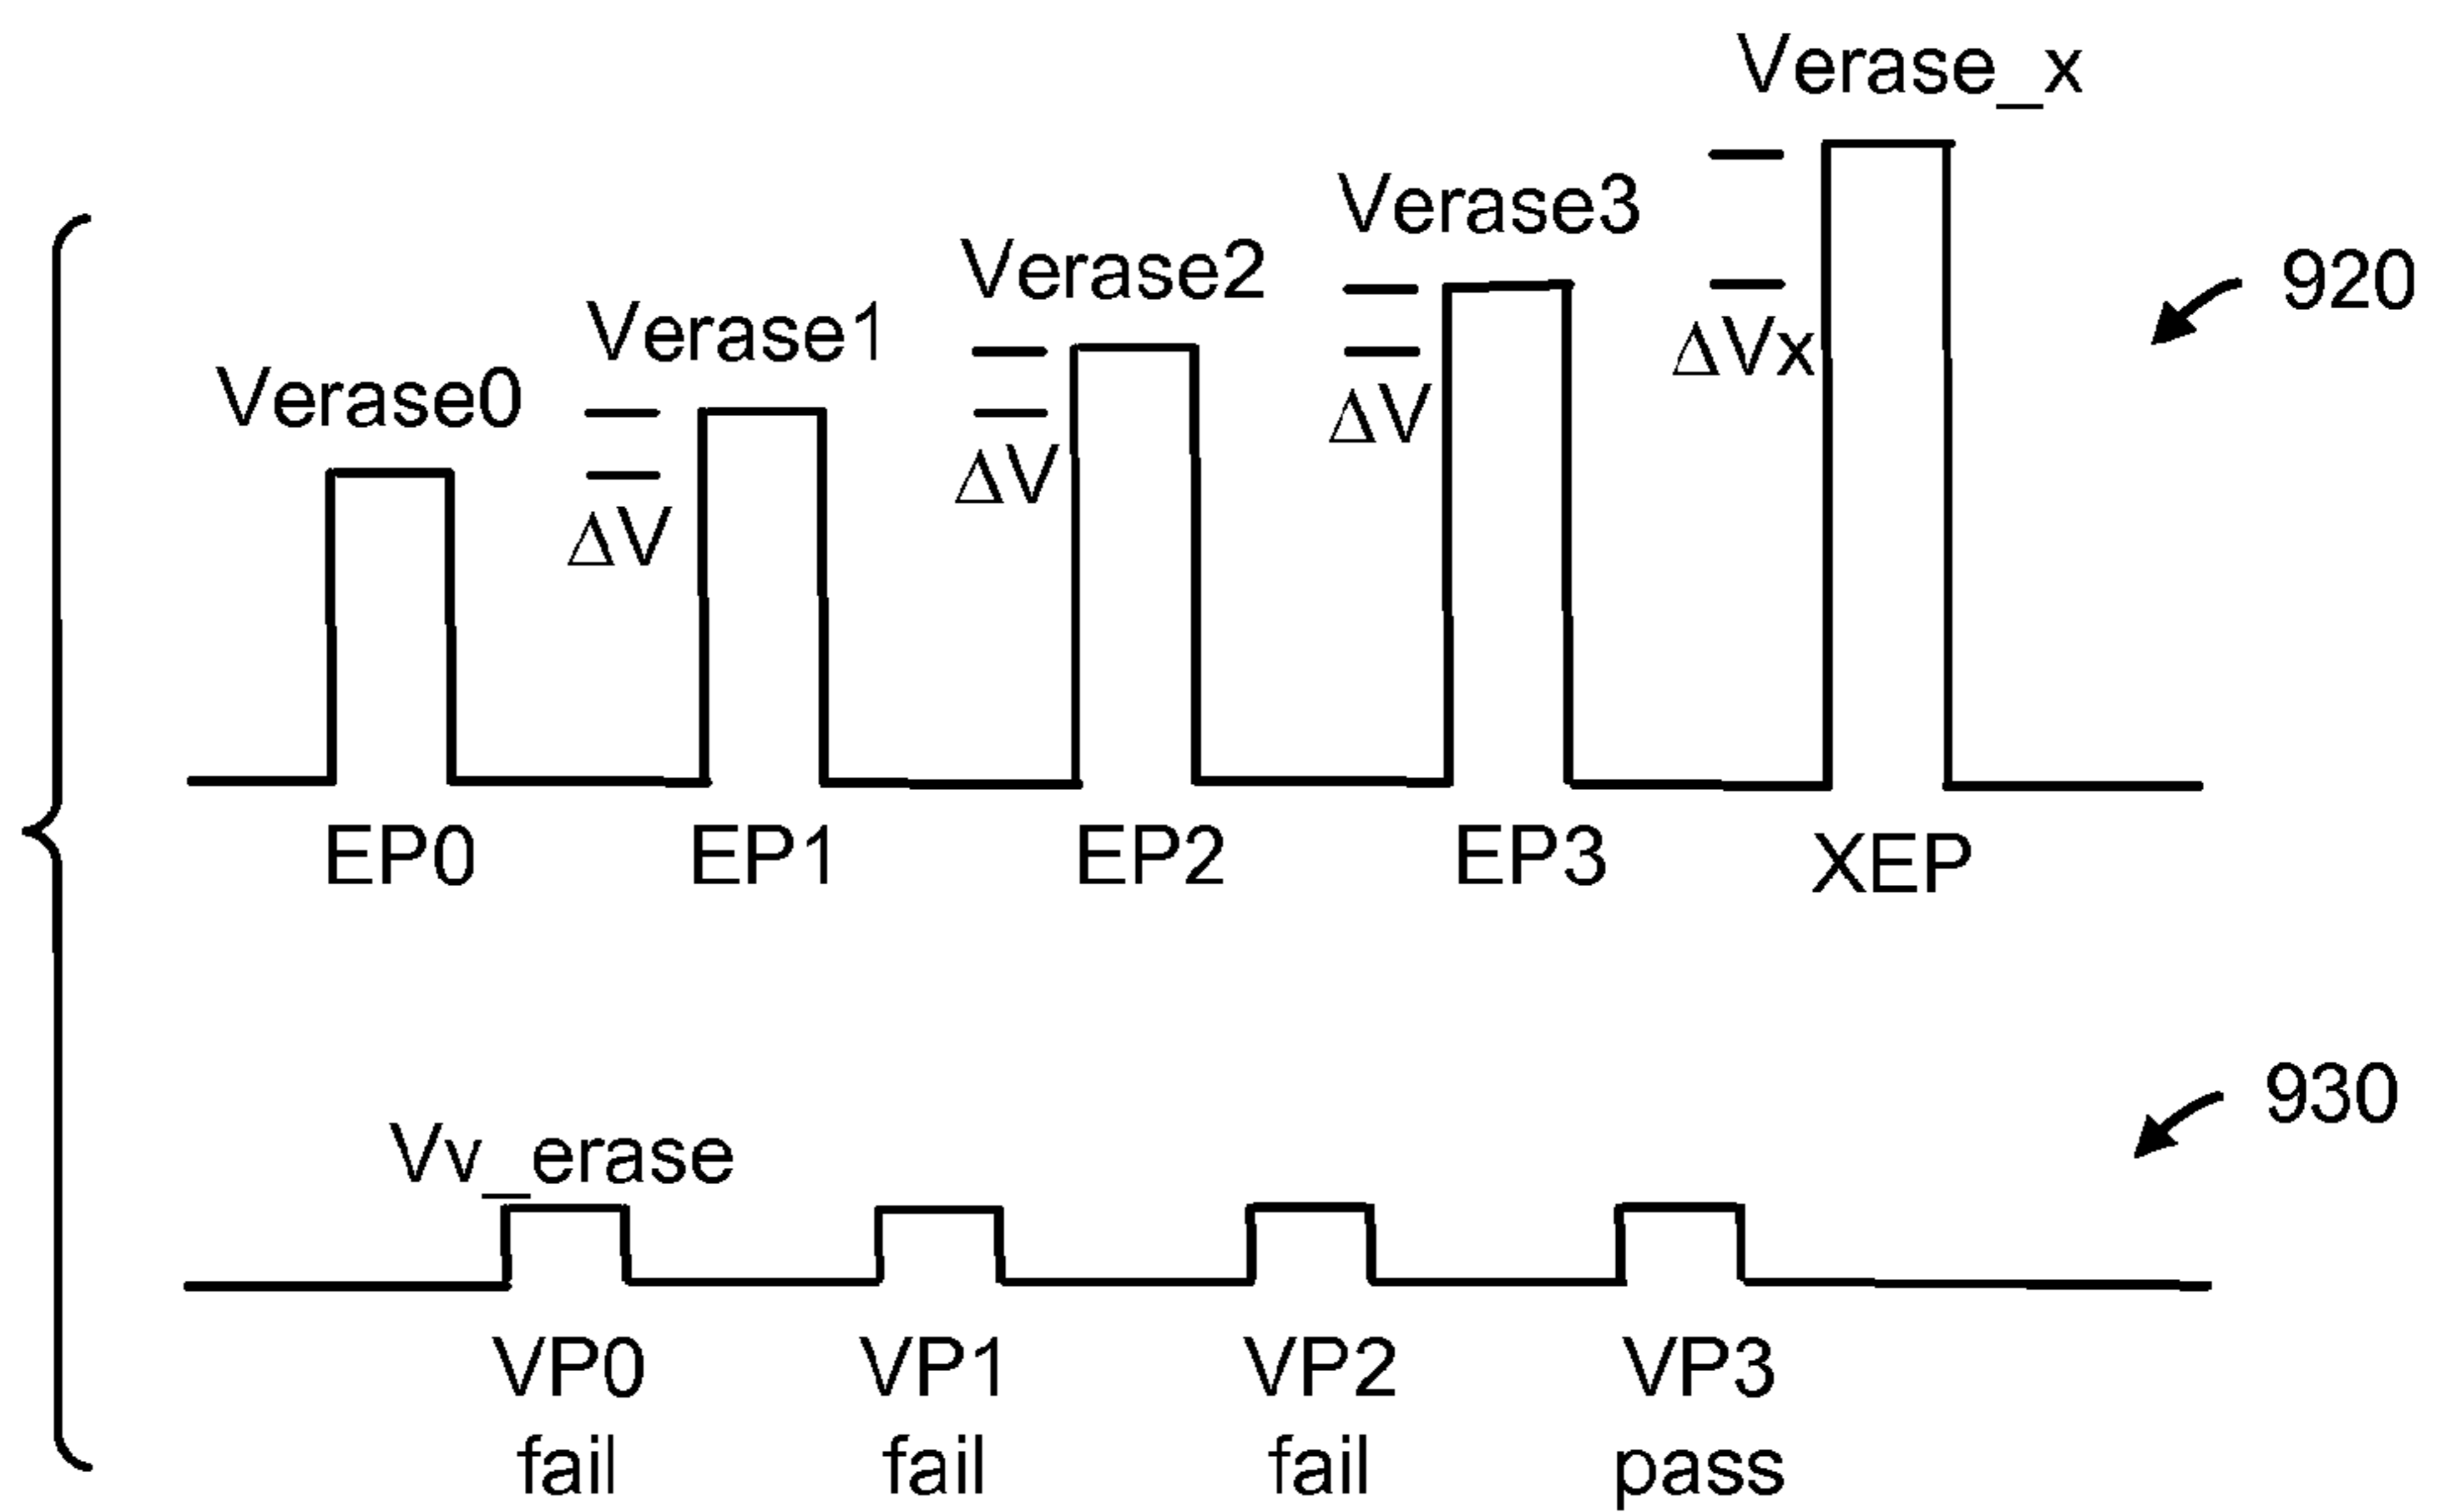 Verase_x
Verase3
Verase2
920
Verase1
ΔVx
Verase0
ΔV
ΔV
ΔV
EP0 EP1 EP2 EP3 XEP
930
Vv_erase
VP0 VP1 VP2 VP3
fail fail fail pass